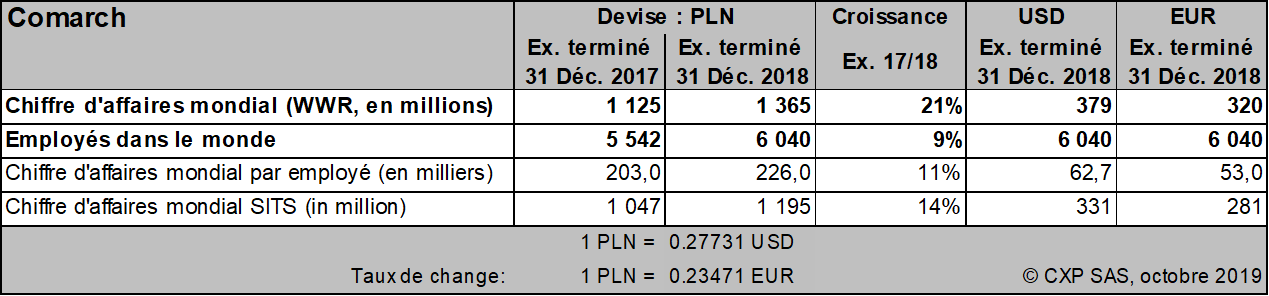 Comarch Devise : PLN Croissance USD EUR
Ex. terminé Ex. terminé Ex. 17/18 Ex. terminé Ex. terminé
31 Déc. 2017 31 Déc. 2018 31 Déc. 2018 31 Déc. 2018
Chiffre d'affaires mondial (WWR, en millions) 1 125 1 365 21% 379 320
Employés dans le monde 5 542 6 040 9% 6 040 6 040
Chiffre d'affaires mondial par employé (en milliers) 203,0 226,0 11% 62,7 53,0
Chiffre d'affaires mondial SITS (in million) 1 047 1 195 14% 331 281
1 PLN = 0.27731 USD
Taux de change: 1 PLN = 0.23471 EUR © CXP SAS, octobre 2019